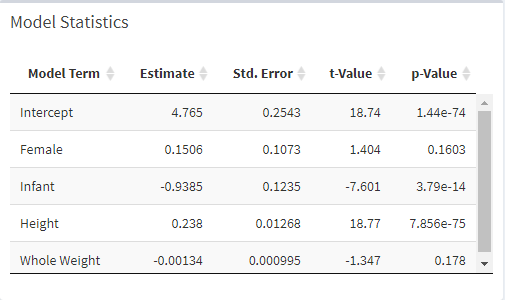 Model Statistics
Model Term Estimate Std. Error t-Value p-Value
Intercept 4.765 0.2543 18.74 1.44e-74
Female 0.1506 0.1073 1.404 0.1603
Infant -0.9385 0.1235 -7.601 3.79e-14
Height 0.238 0.01268 18.77 7.856e-75
Whole Weight -0.00134 0.000995 -1.347 0.178